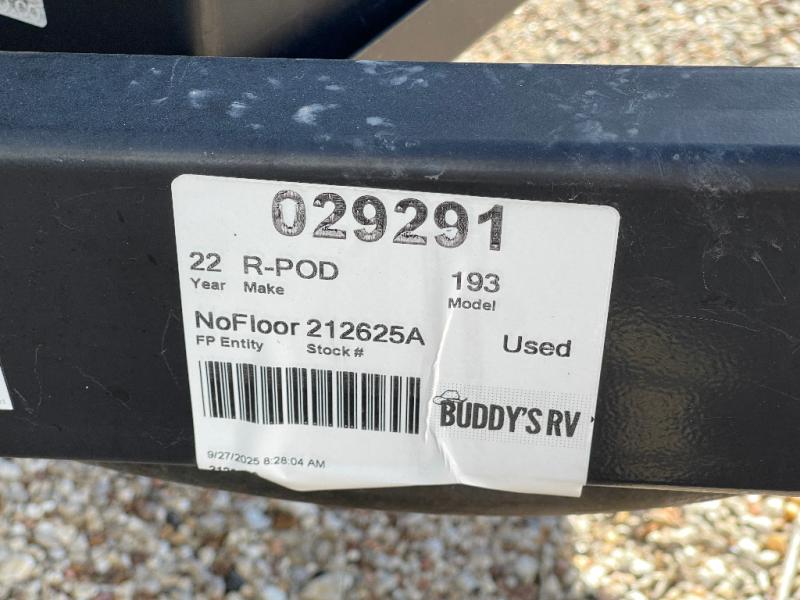 029291
22 R-POD 193
Year Make Model
NoFloor 212625A Used
FP Entity Stock #
BUDDY'S RV
9/27/2025 8:28:04 AM